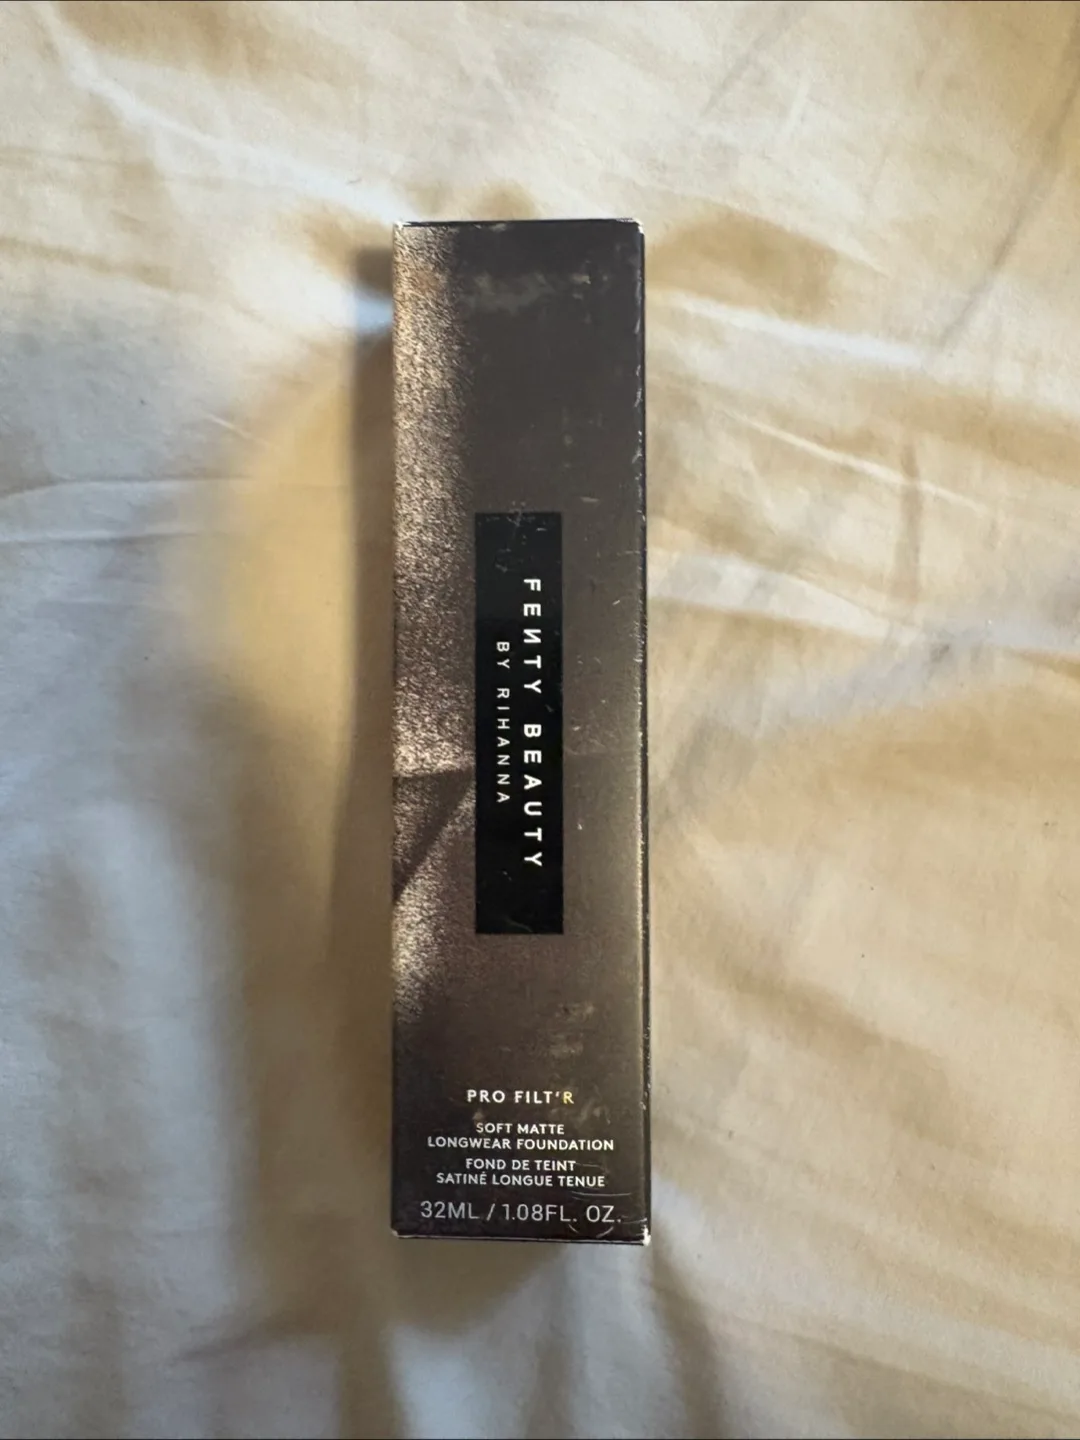 FENTY BEAUTY
BY RIHANNA
PRO FILT'R
SOFT MATTE
LONGWEAR FOUNDATION
FOND DE TEINT
SATINÉ LONGUE TENUE
32ML / 1.08FL. OZ.